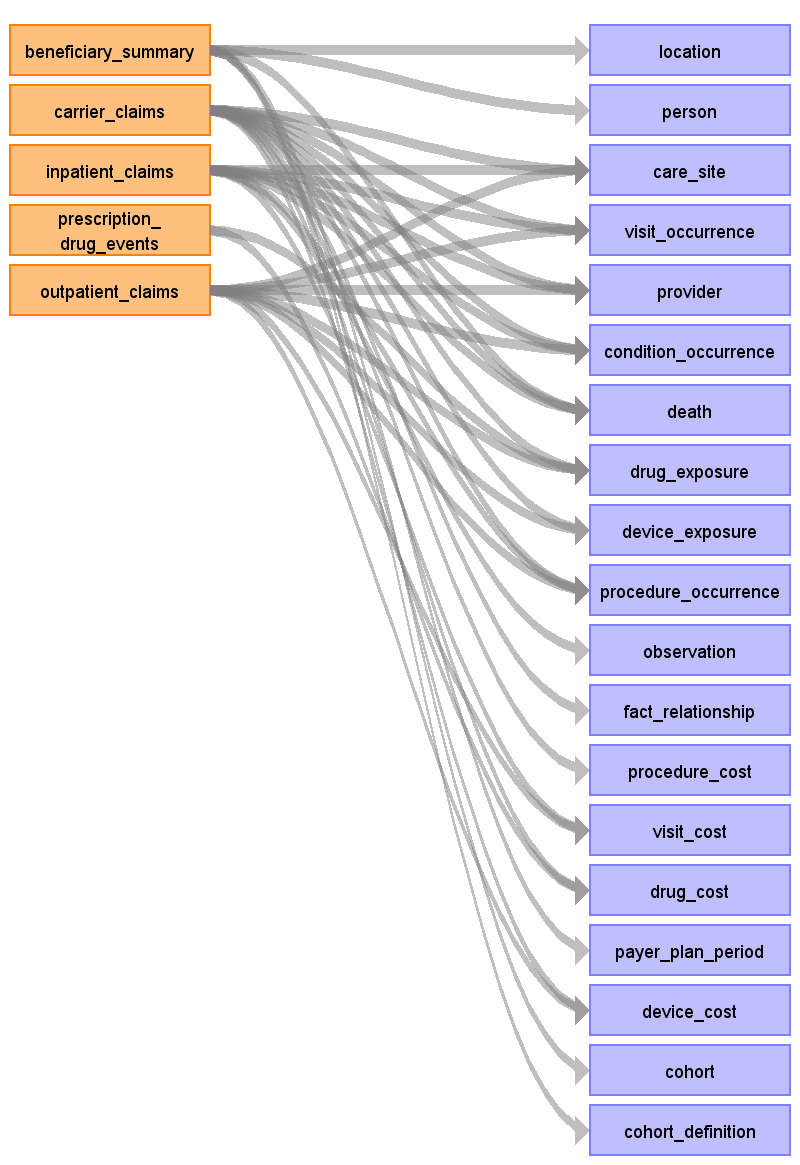 beneficiary_summary
carrier_claims
inpatient_claims
prescription_
drug_events
outpatient_claims
location
person
care_site
visit_occurrence
provider
condition_occurrence
death
drug_exposure
device_exposure
procedure_occurrence
observation
fact_relationship
procedure_cost
visit_cost
drug_cost
payer_plan_period
device_cost
cohort
cohort_definition